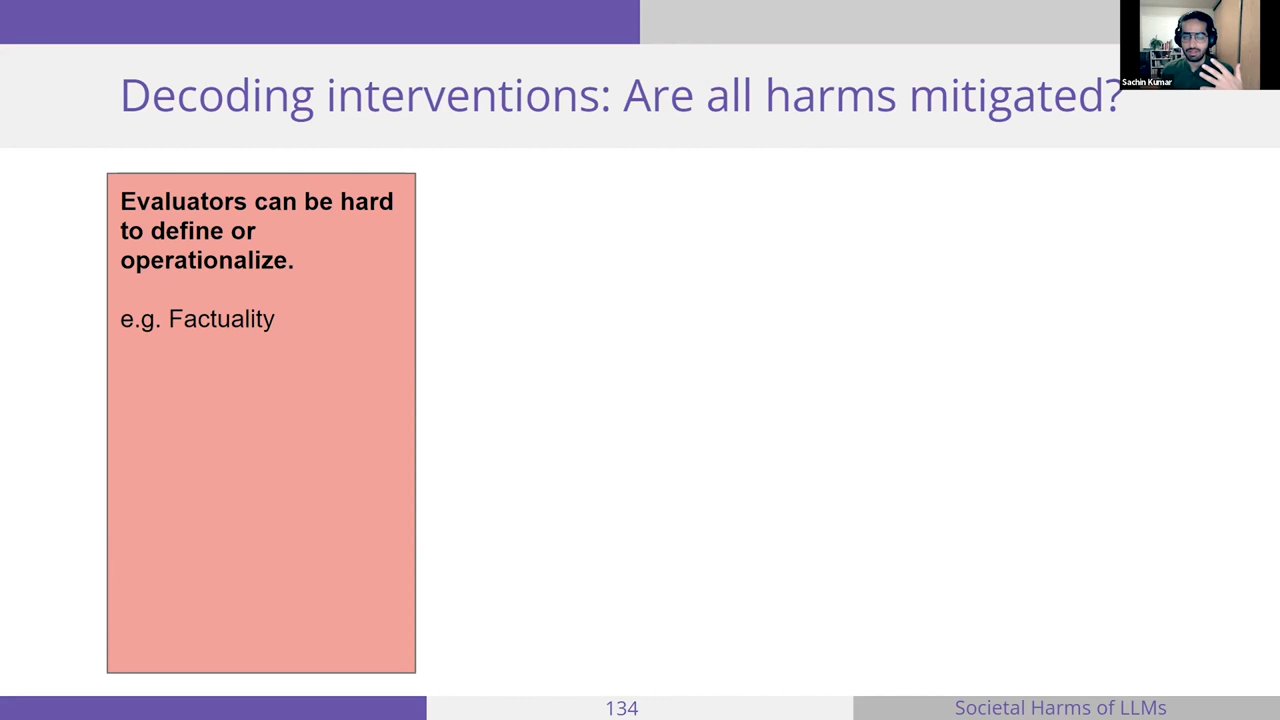 Decoding interventions: Are all harms mitigated?
Sachin Kumar
Evaluators can be hard
to define or
operationalize.
e.g. Factuality
134
Societal Harms of LLMs